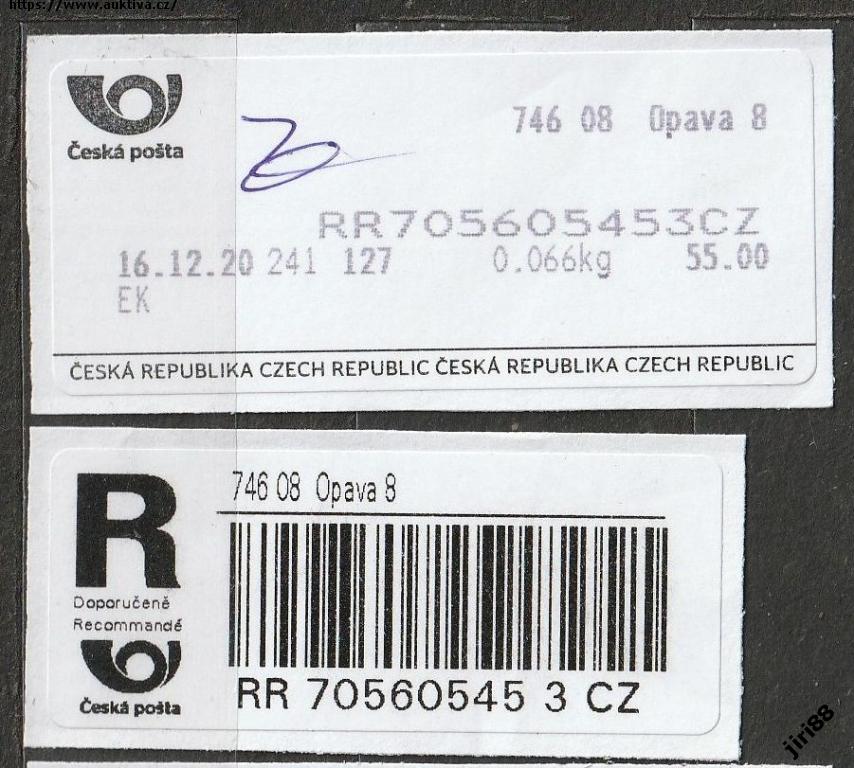 https://www.auktiva.cz/
Česká pošta
746 08 Opava 8
RR705605453CZ
16.12.20 241 127 0.066kg 55.00
EK
ČESKÁ REPUBLIKA CZECH REPUBLIC ČESKÁ REPUBLIKA CZECH REPUBLIC
746 08 Opava 8
R
Doporučeně
Recommandé
Česká pošta
RR 70560545 3 CZ
jiri88